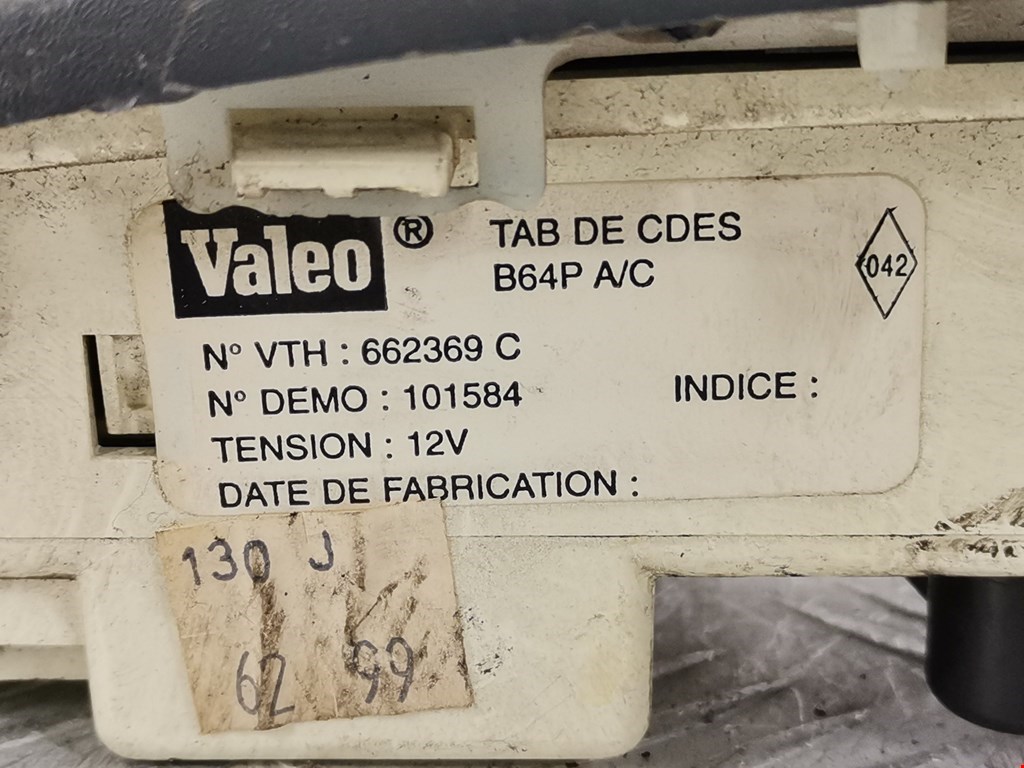 Valeo ®
TAB DE CDES
B64P A/C
042
N° VTH : 662369 C
N° DEMO : 101584
INDICE :
TENSION : 12V
DATE DE FABRICATION :
130 J
62 99